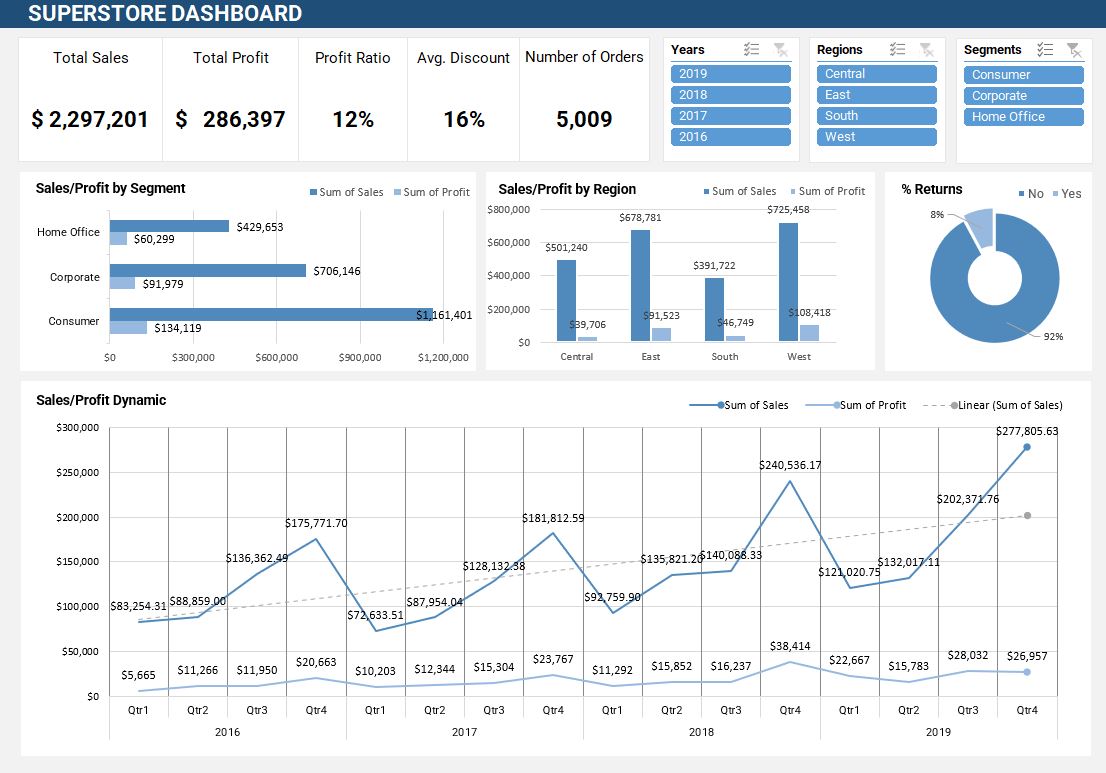 SUPERSTORE DASHBOARD
Total Sales
Total Profit
Profit Ratio
Avg. Discount
Number of Orders
$ 2,297,201
$ 286,397
12%
16%
5,009
Years
2019
2018
2017
2016
Regions
Central
East
South
West
Segments
Consumer
Corporate
Home Office
Sales/Profit by Segment
Sum of Sales
Sum of Profit
Home Office
$429,653
$60,299
Corporate
$706,146
$91,979
Consumer
$1,161,401
$134,119
$0
$300,000
$600,000
$900,000
$1,200,000
Sales/Profit by Region
Sum of Sales
Sum of Profit
$800,000
$600,000
$400,000
$200,000
$0
$501,240
$39,706
$678,781
$91,523
$391,722
$46,749
$725,458
$108,418
Central
East
South
West
% Returns
No
Yes
8%
92%
Sales/Profit Dynamic
Sum of Sales
Sum of Profit
Linear (Sum of Sales)
$300,000
$250,000
$200,000
$150,000
$100,000
$50,000
$0
$83,254.31
$88,859.00
$136,362.49
$175,771.70
$72,633.51
$87,954.04
$128,132.38
$181,812.59
$92,759.90
$135,821.20
$140,088.33
$240,536.17
$121,020.75
$132,017.11
$202,371.76
$277,805.63
$5,665
$11,266
$11,950
$20,663
$10,203
$12,344
$15,304
$23,767
$11,292
$15,852
$16,237
$38,414
$22,667
$15,783
$28,032
$26,957
Qtr1
Qtr2
Qtr3
Qtr4
Qtr1
Qtr2
Qtr3
Qtr4
Qtr1
Qtr2
Qtr3
Qtr4
Qtr1
Qtr2
Qtr3
Qtr4
2016
2017
2018
2019